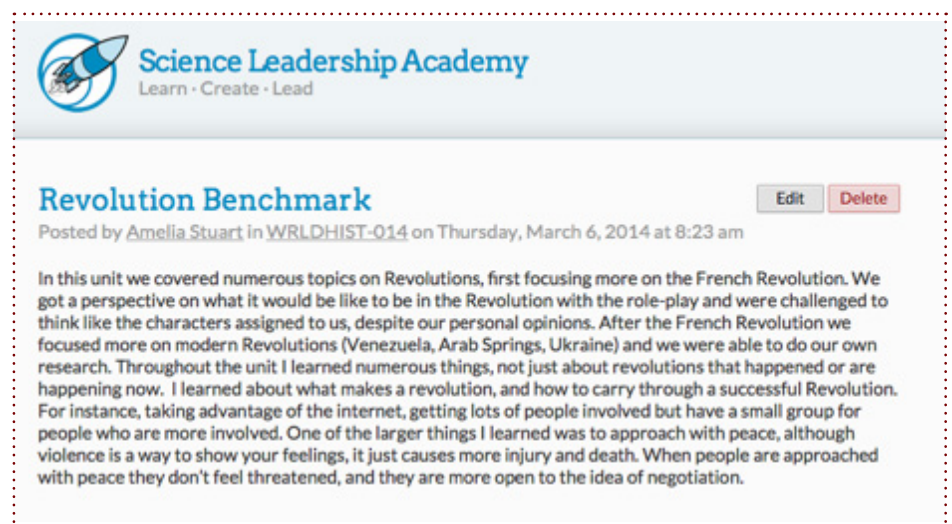 Science Leadership Academy
Learn · Create · Lead
Revolution Benchmark
Edit
Delete
Posted by Amelia Stuart in WRLDHIST-014 on Thursday, March 6, 2014 at 8:23 am
In this unit we covered numerous topics on Revolutions, first focusing more on the French Revolution. We
got a perspective on what it would be like to be in the Revolution with the role-play and were challenged to
think like the characters assigned to us, despite our personal opinions. After the French Revolution we
focused more on modern Revolutions (Venezuela, Arab Springs, Ukraine) and we were able to do our own
research. Throughout the unit I learned numerous things, not just about revolutions that happened or are
happening now.  I learned about what makes a revolution, and how to carry through a successful Revolution.
For instance, taking advantage of the internet, getting lots of people involved but have a small group for
people who are more involved. One of the larger things I learned was to approach with peace, although
violence is a way to show your feelings, it just causes more injury and death. When people are approached
with peace they don't feel threatened, and they are more open to the idea of negotiation.